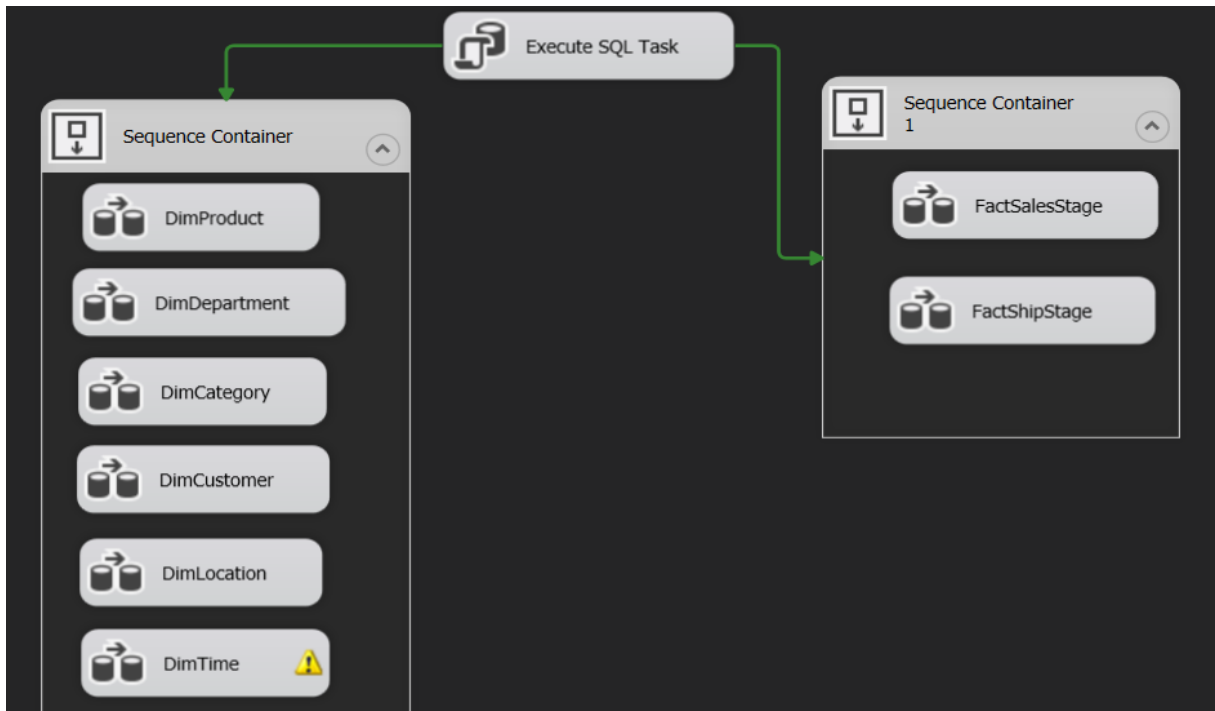 Execute SQL Task
Sequence Container
DimProduct
DimDepartment
DimCategory
DimCustomer
DimLocation
DimTime
Sequence Container
1
FactSalesStage
FactShipStage